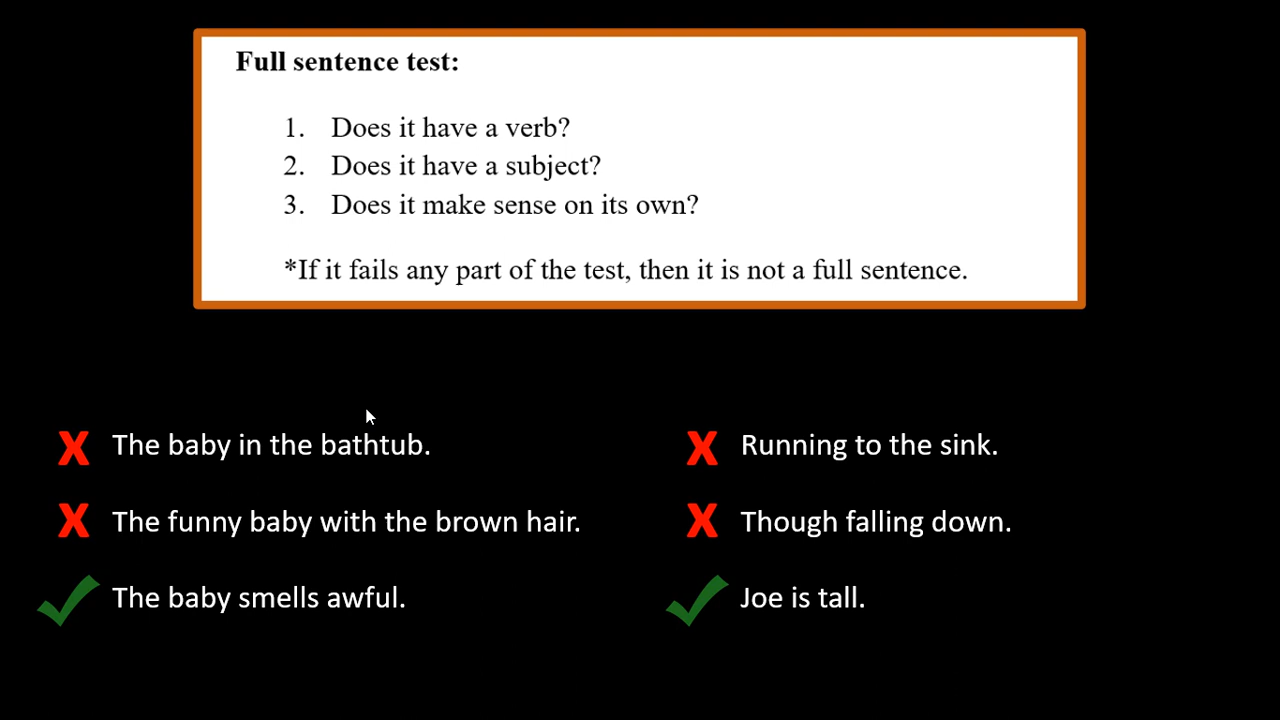 Full sentence test:
1. Does it have a verb?
2. Does it have a subject?
3. Does it make sense on its own?
*If it fails any part of the test, then it is not a full sentence.
X The baby in the bathtub.
X The funny baby with the brown hair.
The baby smells awful.
X Running to the sink.
X Though falling down.
Joe is tall.